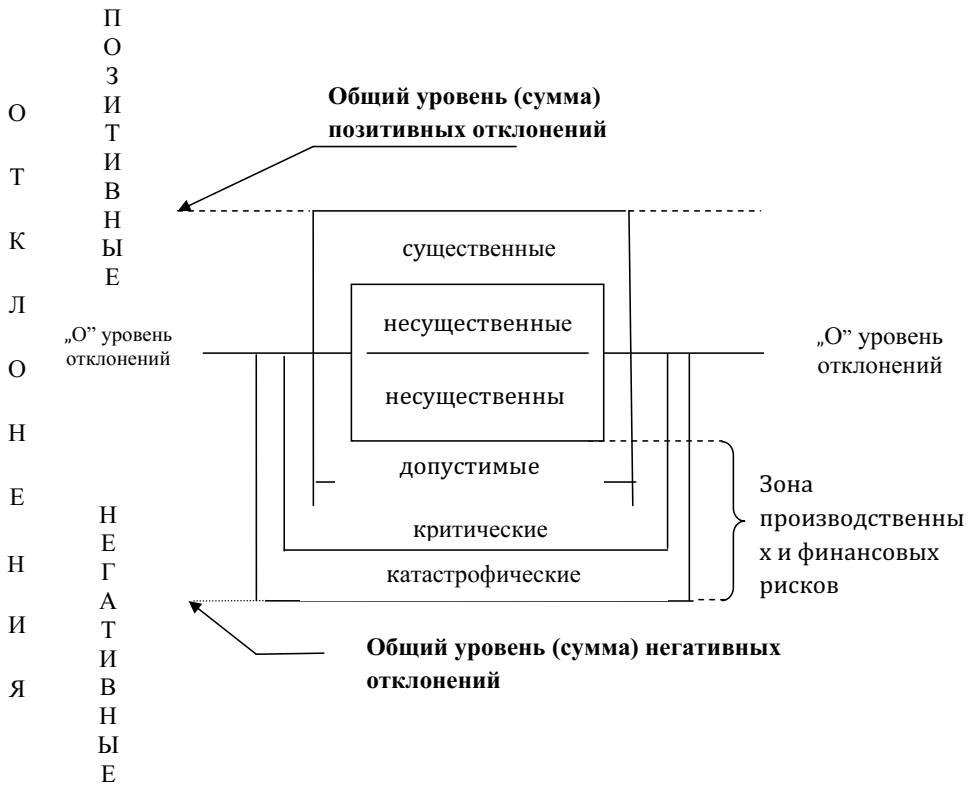 ОТКЛОНЕНИЯ
ПОЗИТИВНЫЕ
Общий уровень (сумма)
позитивных отклонений
существенные
несущественные
„О” уровень
отклонений
„О” уровень
отклонений
несущественны
допустимые
критические
катастрофические
Зона
производственны
х и финансовых
рисков
НЕГАТИВНЫЕ
Общий уровень (сумма) негативных
отклонений